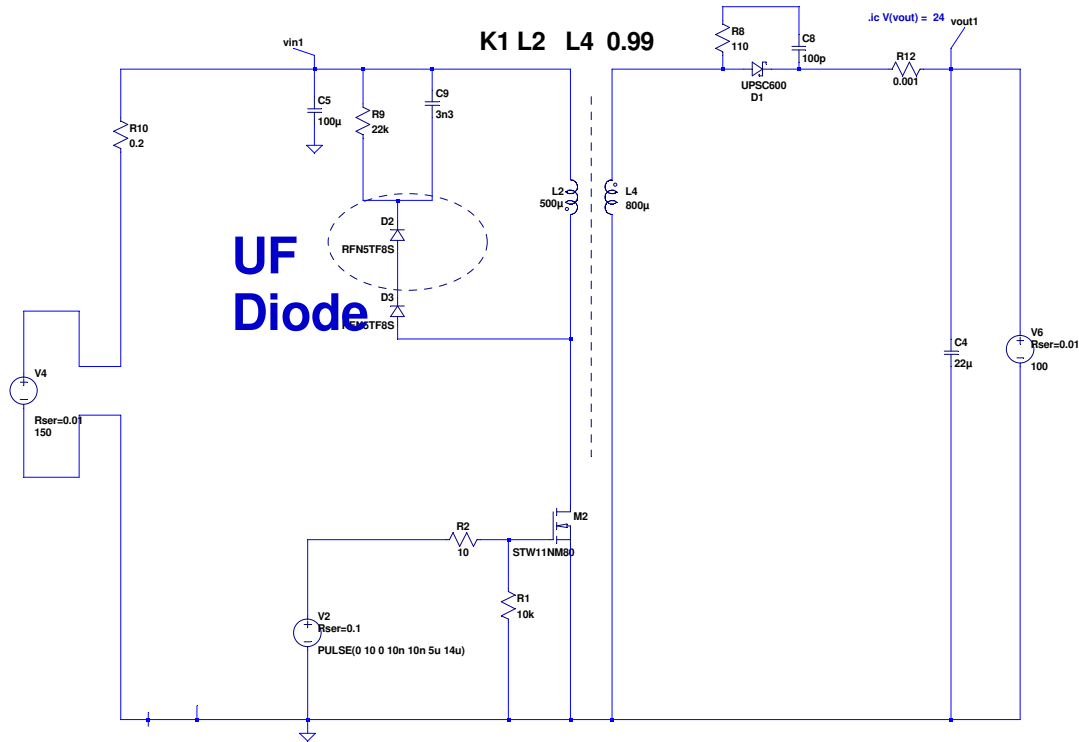 K1 L2 L4 0.99
.ic V(vout) = 24
vout1
vin1
R8
110
C8
100p
UPSC600
D1
R12
0.001
R10
0.2
C5
100µ
R9
22k
C9
3n3
L2
500µ
L4
800µ
D2
RFN5TF8S
UF
Diode
D3
RFN5TF8S
V4
Rser=0.01
150
C4
22µ
V6
Rser=0.01
100
M2
STW11NM80
R2
10
R1
10k
V2
Rser=0.1
PULSE(0 10 0 10n 10n 5u 14u)